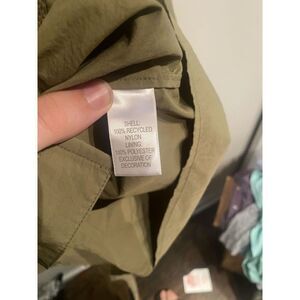 SHELL:
100% RECYCLED
NYLON
LINING:
100% POLYESTER
EXCLUSIVE OF
DECORATION